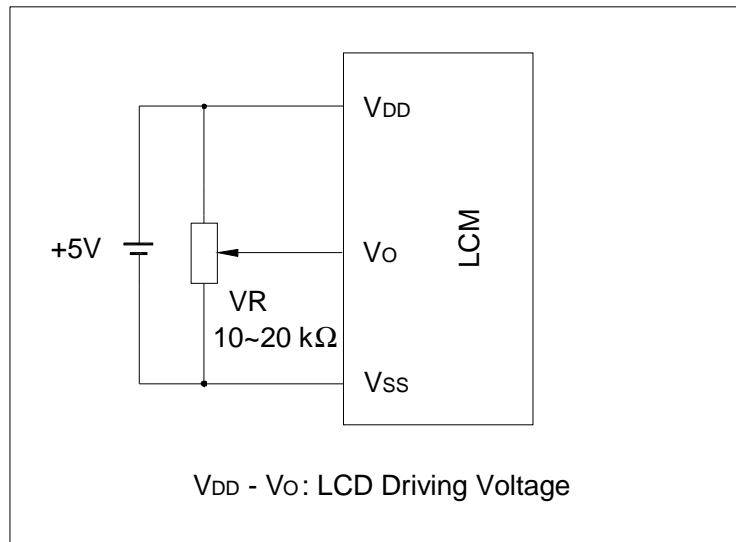 VDD
+5V
VO
LCM
VR
10~20 kΩ
VSS
VDD - VO: LCD Driving Voltage